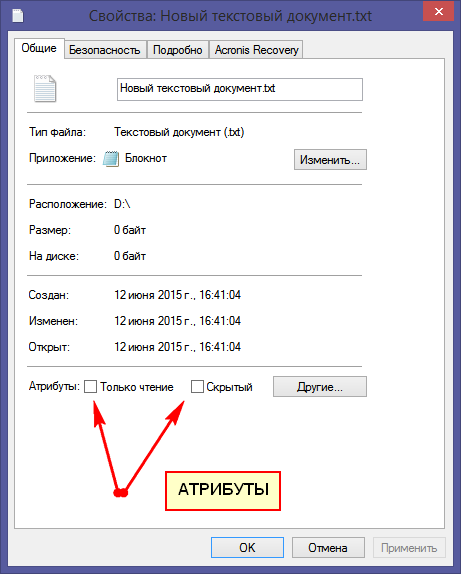 Свойства: Новый текстовый документ.txt
Общие Безопасность Подробно Acronis Recovery
Новый текстовый документ.txt
Тип файла: Текстовый документ (.txt)
Приложение: Блокнот Изменить...
Расположение: D:\
Размер: 0 байт
На диске: 0 байт
Создан: 12 июня 2015 г., 16:41:04
Изменен: 12 июня 2015 г., 16:41:04
Открыт: 12 июня 2015 г., 16:41:04
Атрибуты: Только чтение Скрытый Другие...
АТРИБУТЫ
OK Отмена Применить